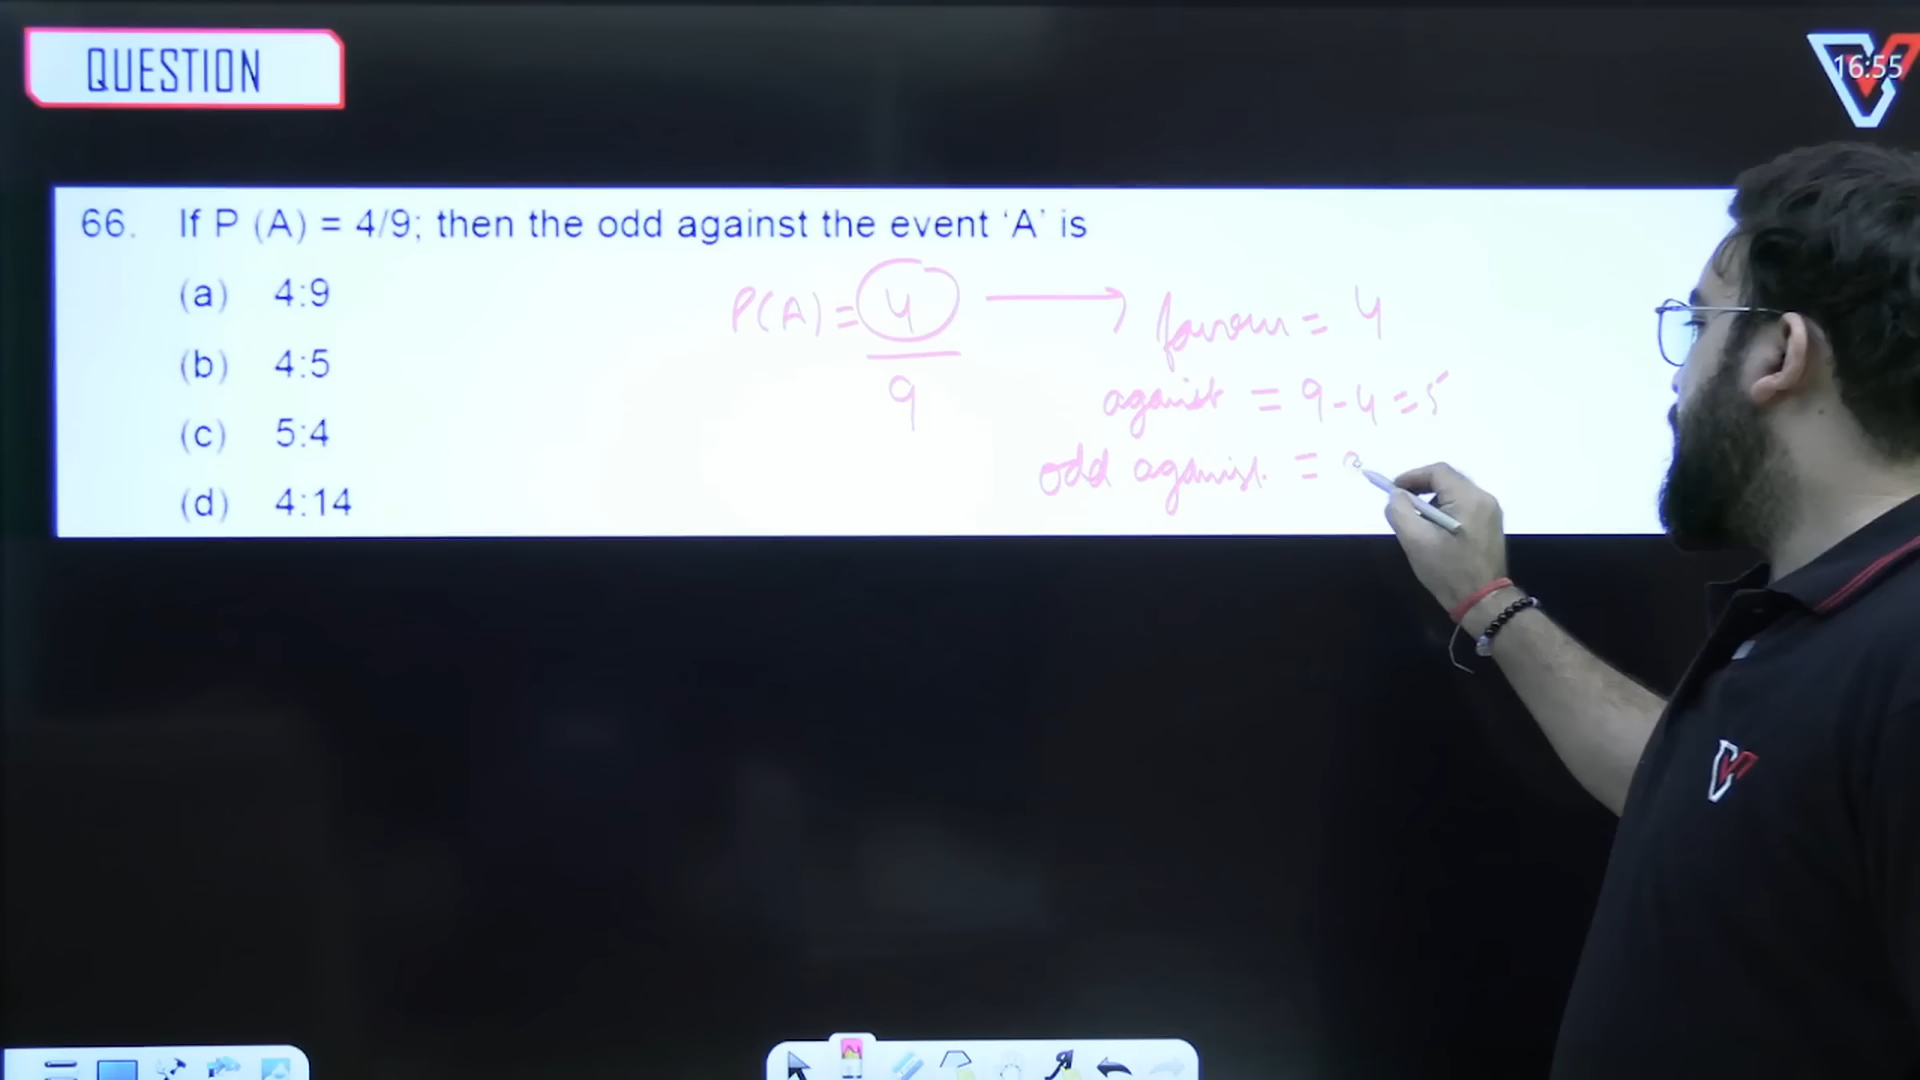 QUESTION
16:55
66. If P (A) = 4/9; then the odd against the event ‘A’ is
(a) 4:9
(b) 4:5
(c) 5:4
(d) 4:14
P(A) = 4
9
favour = 4
against = 9-4=5
odd against =